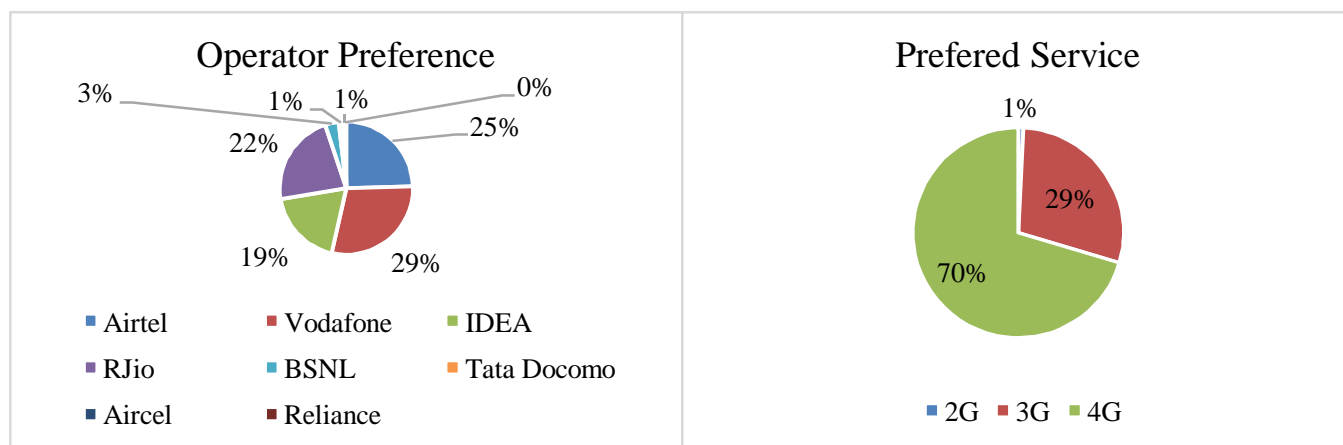 Operator Preference
3%
1%
1%
0%
25%
22%
19%
29%
Airtel
Vodafone
IDEA
RJio
BSNL
Tata Docomo
Aircel
Reliance
Prefered Service
1%
29%
70%
2G
3G
4G